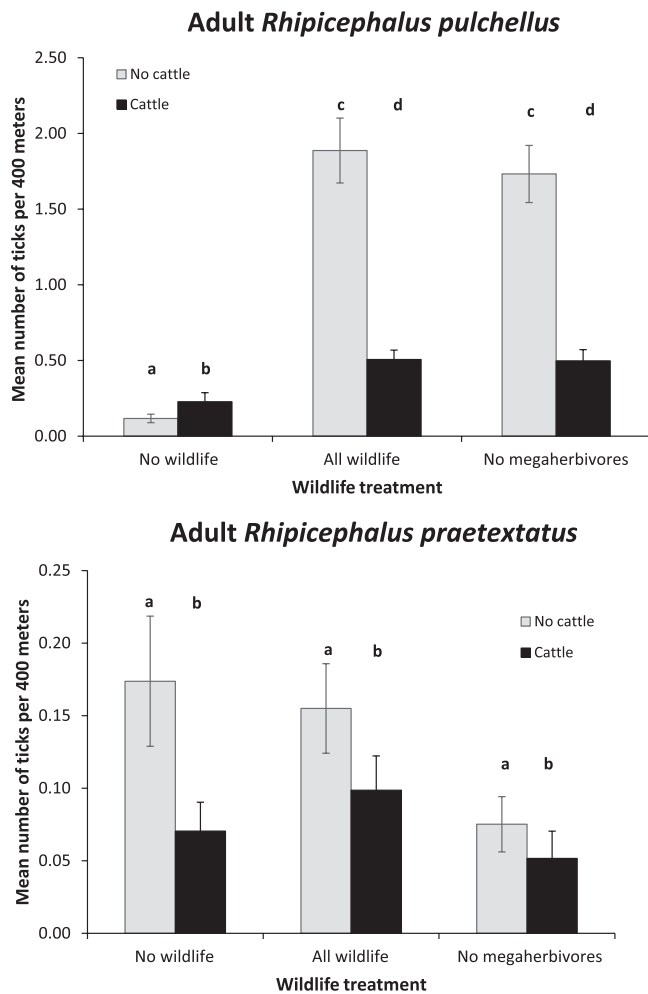 Adult Rhipicephalus pulchellus
2.50
2.00
1.50
1.00
0.50
0.00
Mean number of ticks per 400 meters
No cattle
Cattle
a
b
c
d
c
d
No wildlife
All wildlife
No megaherbivores
Wildlife treatment
Adult Rhipicephalus praetextatus
0.25
0.20
0.15
0.10
0.05
0.00
Mean number of ticks per 400 meters
No cattle
Cattle
a
b
a
b
a
b
No wildlife
All wildlife
No megaherbivores
Wildlife treatment